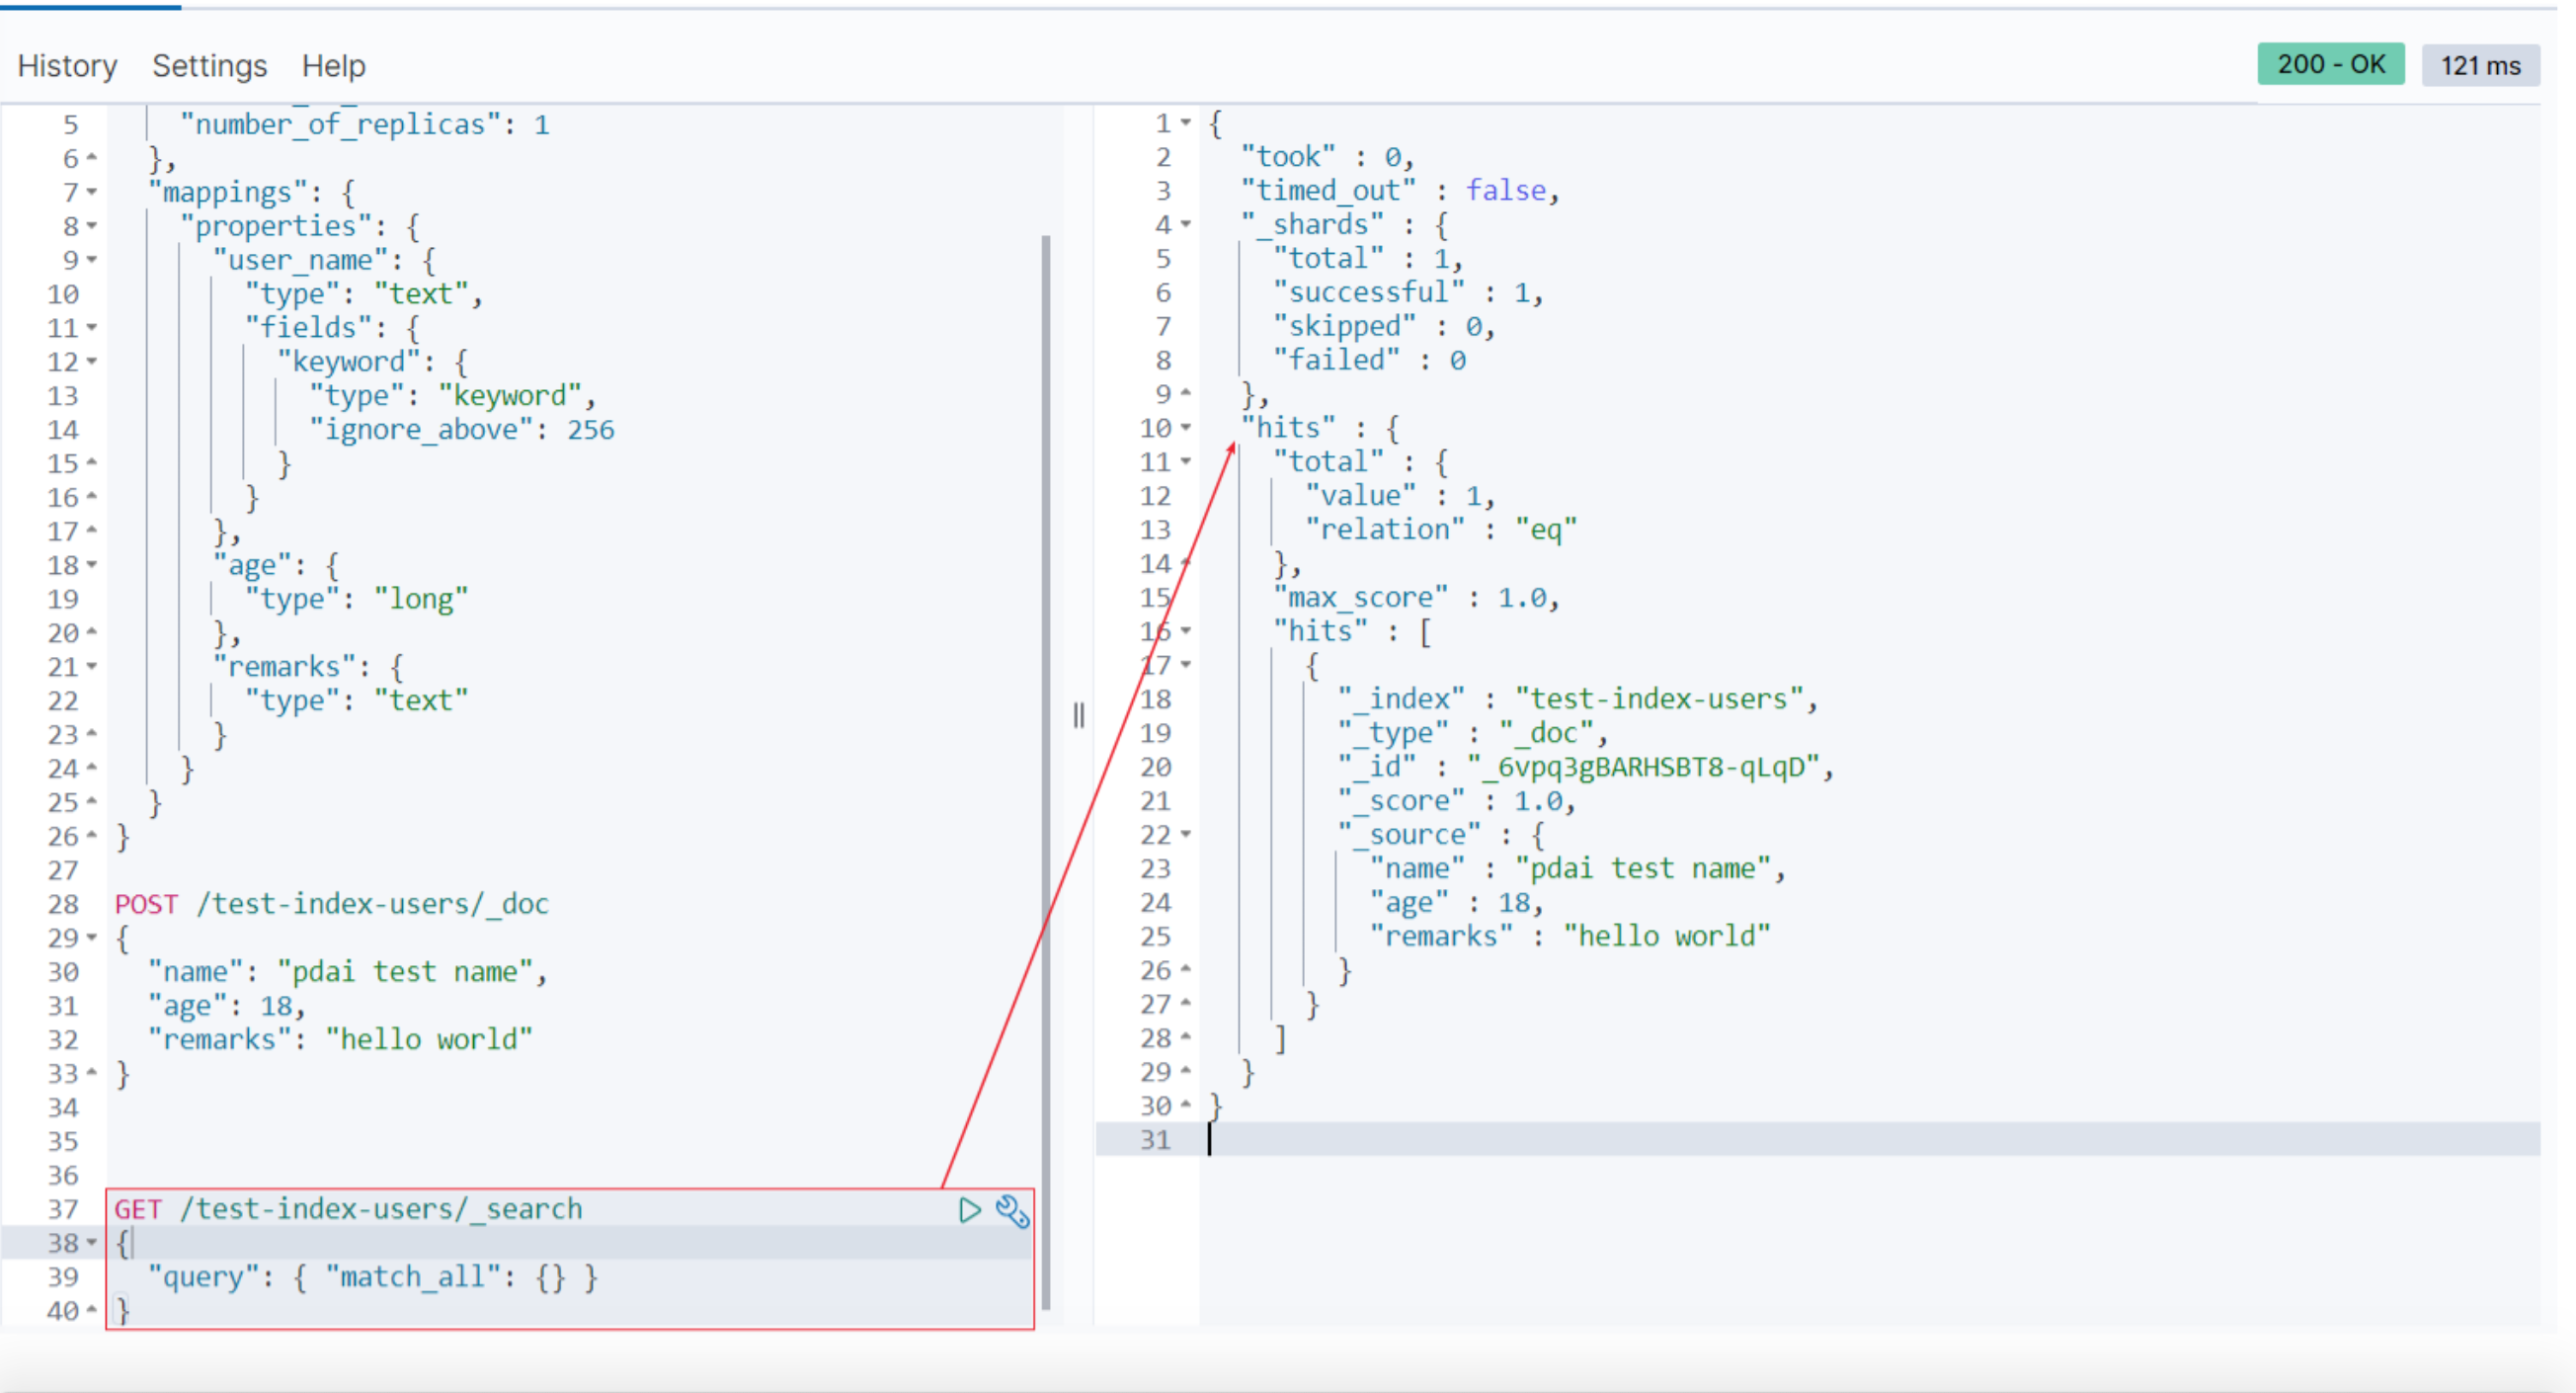 History Settings Help
200 - OK 121 ms
5 "number_of_replicas": 1
6 },
7 "mappings": {
8 "properties": {
9 "user_name": {
10 "type": "text",
11 "fields": {
12 "keyword": {
13 "type": "keyword",
14 "ignore_above": 256
15 }
16 }
17 },
18 "age": {
19 "type": "long"
20 },
21 "remarks": {
22 "type": "text"
23 }
24 }
25 }
26 }
27
28 POST /test-index-users/_doc
29 {
30 "name": "pdai test name",
31 "age": 18,
32 "remarks": "hello world"
33 }
34
35
36
37 GET /test-index-users/_search
38 {
39 "query": { "match_all": {} }
40 }
1 {
2 "took" : 0,
3 "timed_out" : false,
4 "_shards" : {
5 "total" : 1,
6 "successful" : 1,
7 "skipped" : 0,
8 "failed" : 0
9 },
10 "hits" : {
11 "total" : {
12 "value" : 1,
13 "relation" : "eq"
14 },
15 "max_score" : 1.0,
16 "hits" : [
17 {
18 "_index" : "test-index-users",
19 "_type" : "_doc",
20 "_id" : "_6vpq3gBARHSBT8-qLqD",
21 "_score" : 1.0,
22 "_source" : {
23 "name" : "pdai test name",
24 "age" : 18,
25 "remarks" : "hello world"
26 }
27 }
28 ]
29 }
30 }
31